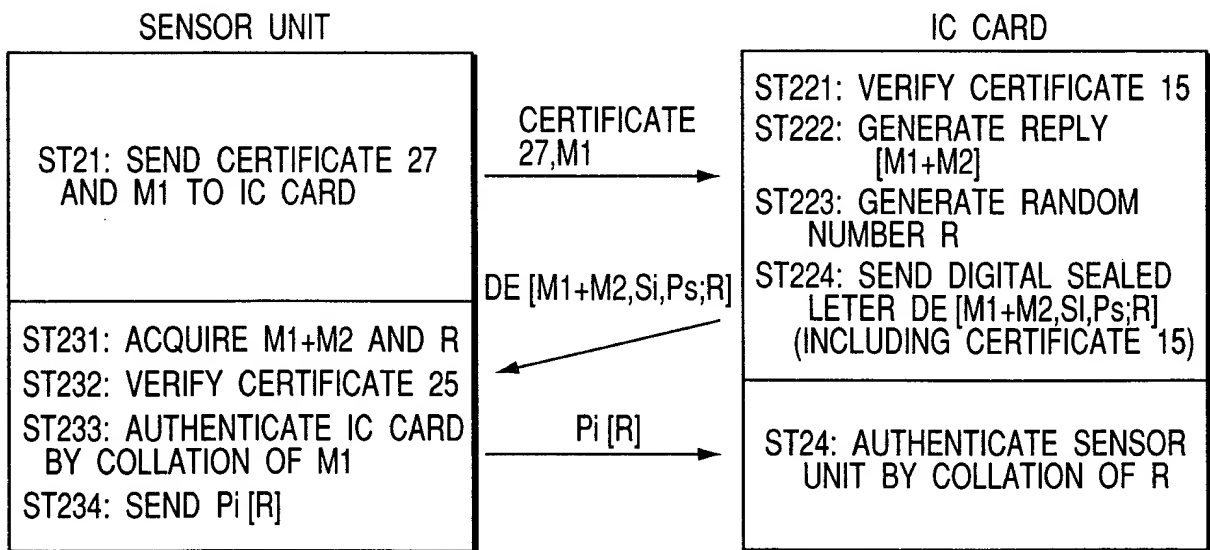 SENSOR UNIT
ST21: SEND CERTIFICATE 27
AND M1 TO IC CARD
ST231: ACQUIRE M1+M2 AND R
ST232: VERIFY CERTIFICATE 25
ST233: AUTHENTICATE IC CARD
BY COLLATION OF M1
ST234: SEND Pi [R]
CERTIFICATE
27,M1
DE [M1+M2,Si,Ps;R]
Pi [R]
IC CARD
ST221: VERIFY CERTIFICATE 15
ST222: GENERATE REPLY
[M1+M2]
ST223: GENERATE RANDOM
NUMBER R
ST224: SEND DIGITAL SEALED
LETER DE [M1+M2,SI,Ps;R]
(INCLUDING CERTIFICATE 15)
ST24: AUTHENTICATE SENSOR
UNIT BY COLLATION OF R